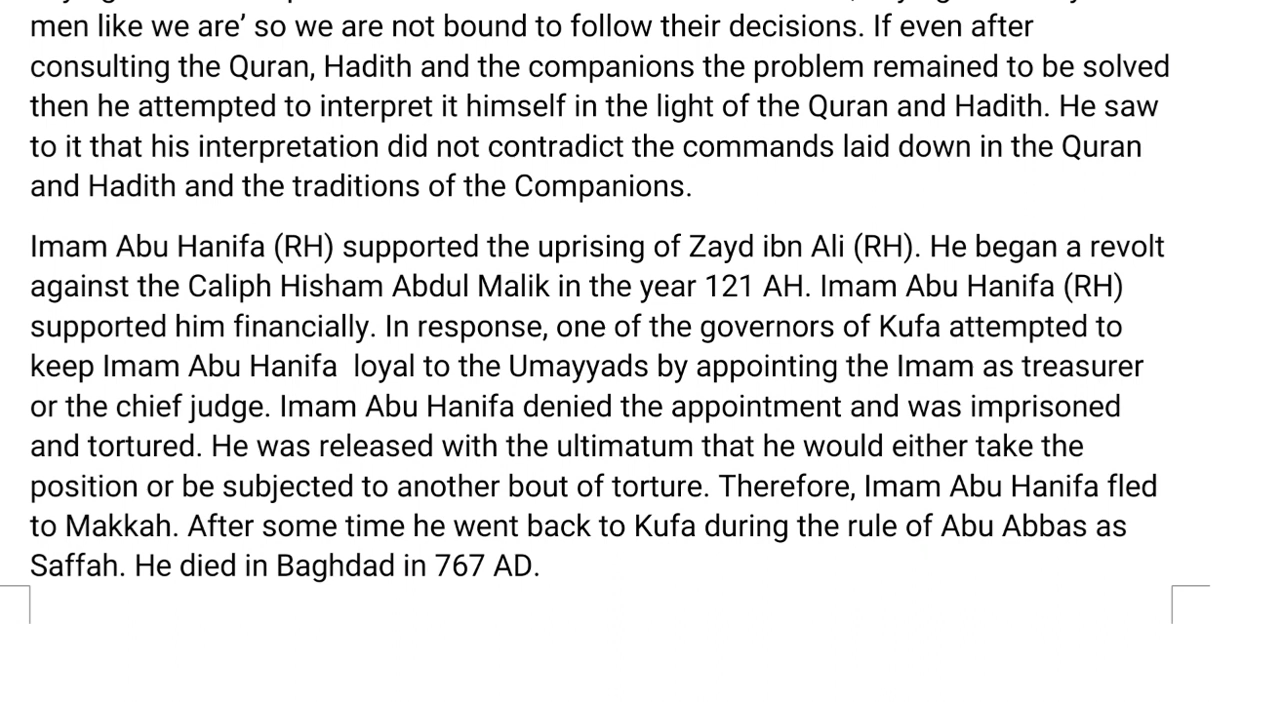 men like we are’ so we are not bound to follow their decisions. If even after
consulting the Quran, Hadith and the companions the problem remained to be solved
then he attempted to interpret it himself in the light of the Quran and Hadith. He saw
to it that his interpretation did not contradict the commands laid down in the Quran
and Hadith and the traditions of the Companions.
Imam Abu Hanifa (RH) supported the uprising of Zayd ibn Ali (RH). He began a revolt
against the Caliph Hisham Abdul Malik in the year 121 AH. Imam Abu Hanifa (RH)
supported him financially. In response, one of the governors of Kufa attempted to
keep Imam Abu Hanifa  loyal to the Umayyads by appointing the Imam as treasurer
or the chief judge. Imam Abu Hanifa denied the appointment and was imprisoned
and tortured. He was released with the ultimatum that he would either take the
position or be subjected to another bout of torture. Therefore, Imam Abu Hanifa fled
to Makkah. After some time he went back to Kufa during the rule of Abu Abbas as
Saffah. He died in Baghdad in 767 AD.